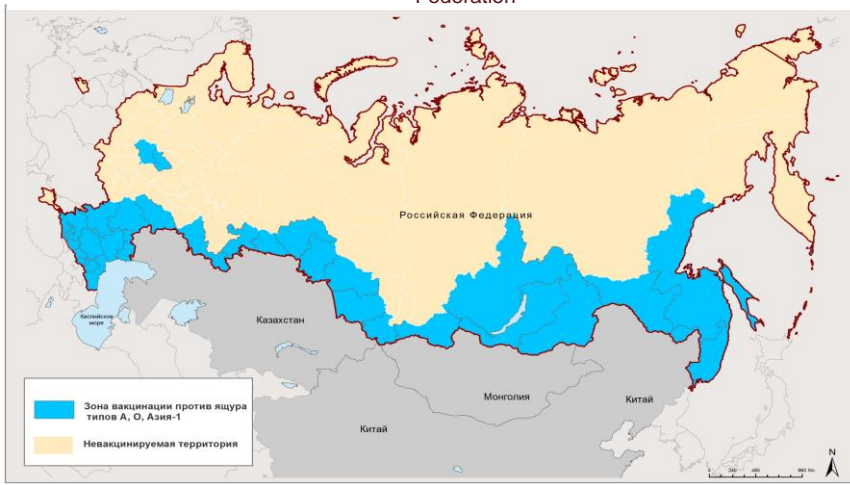 Federation
Российская Федерация
Каспийское
море
Казахстан
Монголия
Китай
Китай
Зона вакцинации против ящура
типов А, О, Азия-1
Невакцинируемая территория
N